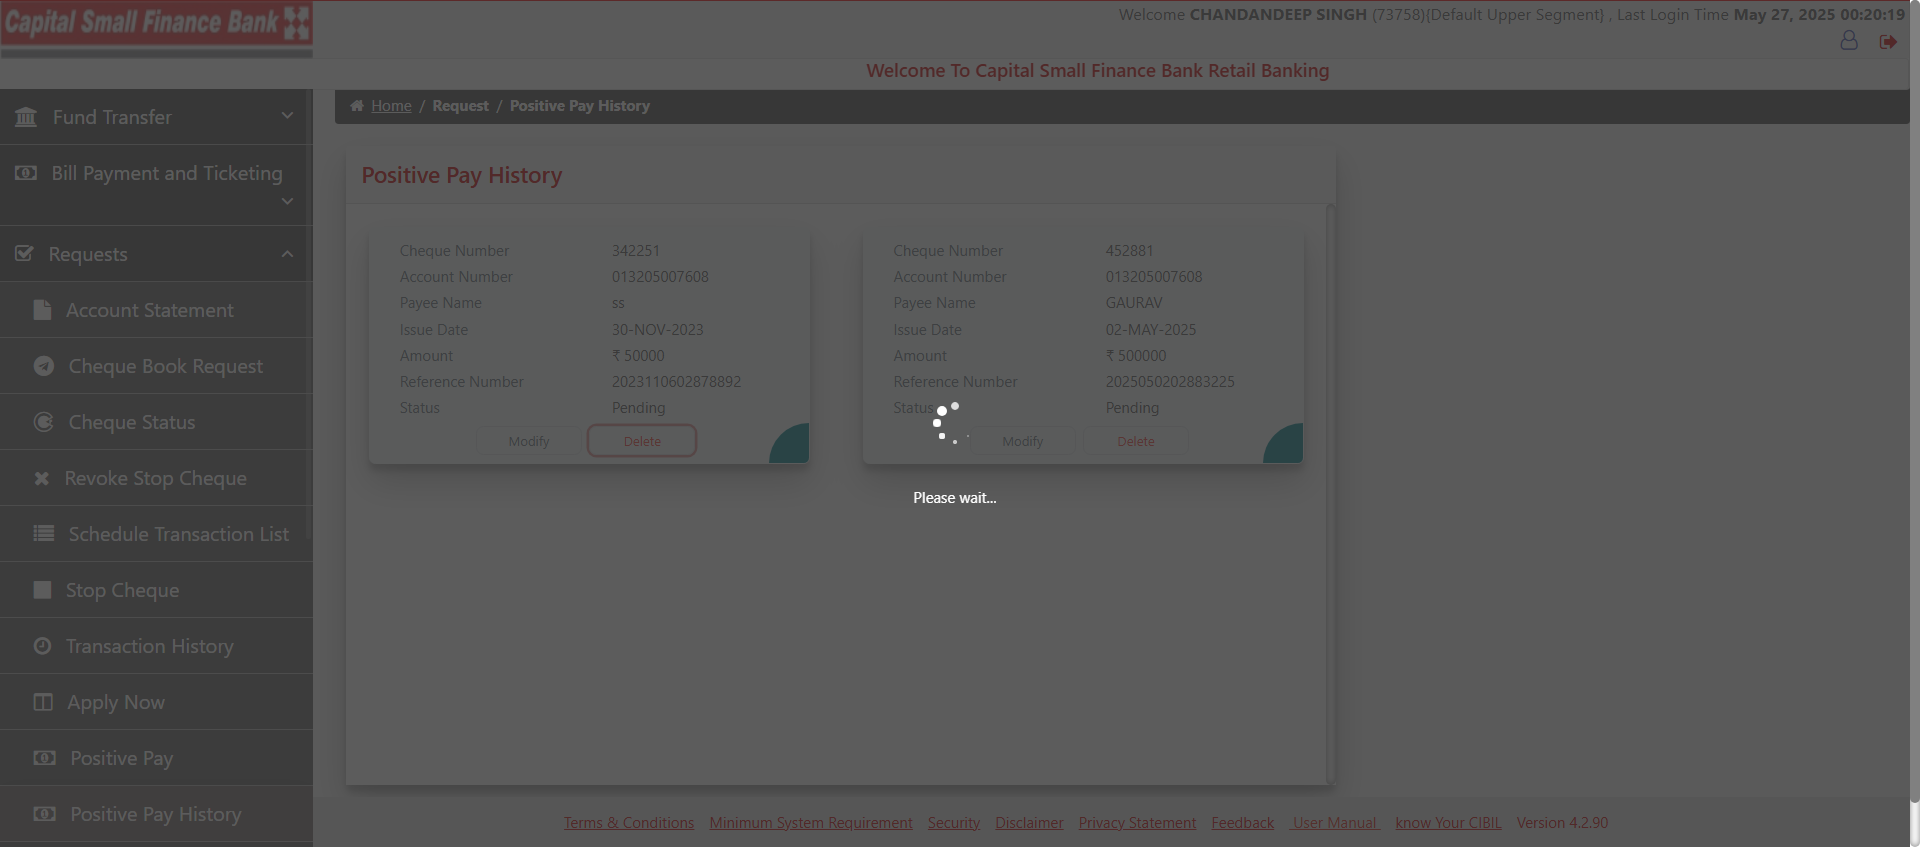 Capital Small Finance Bank
Welcome CHANDANDEEP SINGH (73758){Default Upper Segment} , Last Login Time May 27, 2025 00:20:19
Welcome To Capital Small Finance Bank Retail Banking
Home / Request / Positive Pay History
Fund Transfer
Bill Payment and Ticketing
Requests
Account Statement
Cheque Book Request
Cheque Status
Revoke Stop Cheque
Schedule Transaction List
Stop Cheque
Transaction History
Apply Now
Positive Pay
Positive Pay History
Positive Pay History
Cheque Number 342251
Account Number 013205007608
Payee Name ss
Issue Date 30-NOV-2023
Amount ₹ 50000
Reference Number 2023110602878892
Status Pending
Modify Delete
Cheque Number 452881
Account Number 013205007608
Payee Name GAURAV
Issue Date 02-MAY-2025
Amount ₹ 500000
Reference Number 2025050202883225
Status Pending
Modify Delete
Please wait...
Terms & Conditions Minimum System Requirement Security Disclaimer Privacy Statement Feedback User Manual know Your CIBIL Version 4.2.90